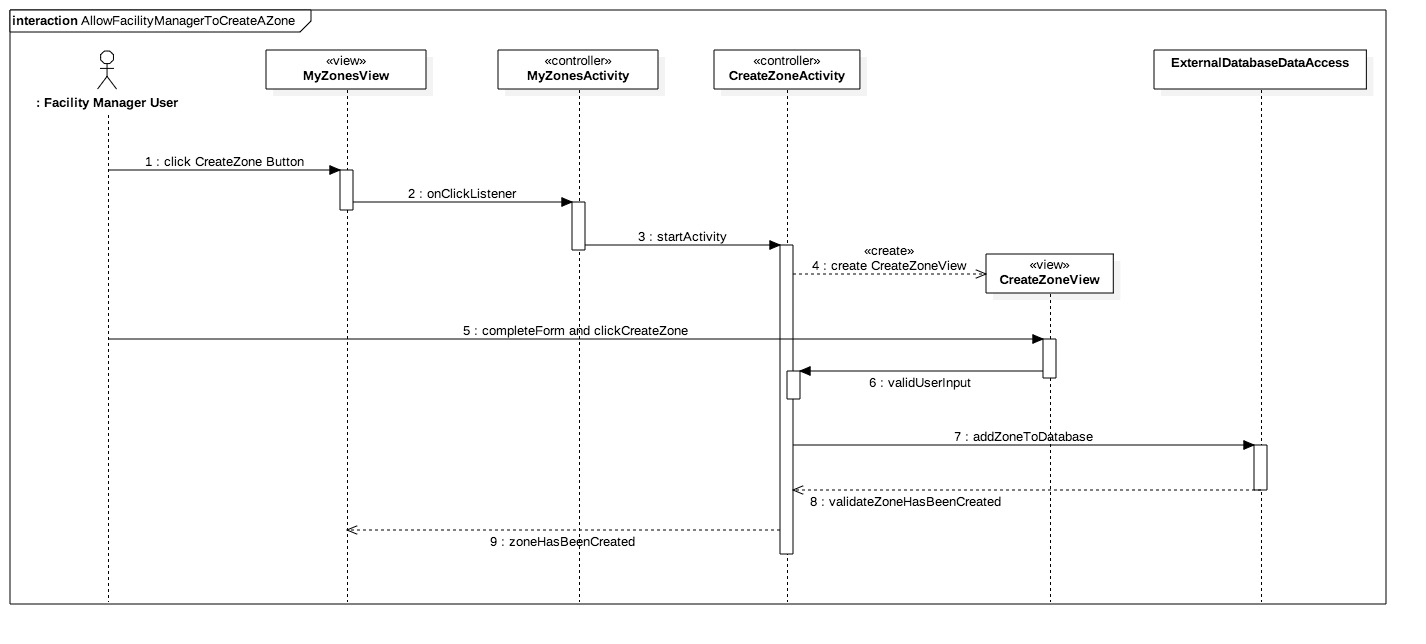 interaction AllowFacilityManagerToCreateAZone
: Facility Manager User
«view»
MyZonesView
«controller»
MyZonesActivity
«controller»
CreateZoneActivity
ExternalDatabaseDataAccess
1 : click CreateZone Button
2 : onClickListener
3 : startActivity
«create»
4 : create CreateZoneView
«view»
CreateZoneView
5 : completeForm and clickCreateZone
6 : validUserInput
7 : addZoneToDatabase
8 : validateZoneHasBeenCreated
9 : zoneHasBeenCreated